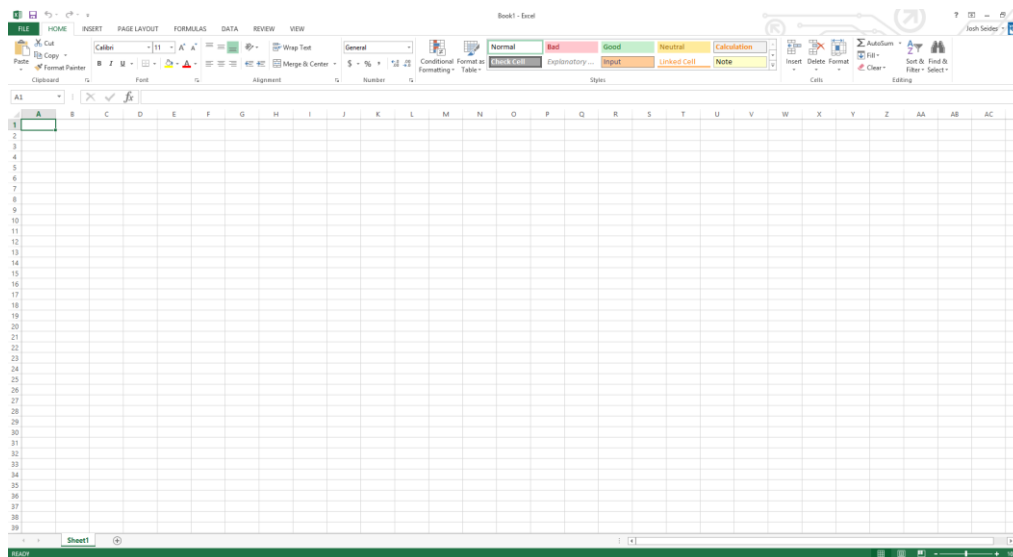 Book1 - Excel
FILE HOME INSERT PAGE LAYOUT FORMULAS DATA REVIEW VIEW
Josh Seides
Cut
Copy
Format Painter
Paste
Calibri 11
B I U
Wrap Text
Merge & Center
General
$ % ,
Conditional Formatting
Format as Table
Normal Bad Good Neutral Calculation
Check Cell Explanatory ... Input Linked Cell Note
Insert Delete Format
AutoSum
Fill
Clear
Sort & Filter
Find & Select
Clipboard Font Alignment Number Styles Cells Editing
A1 fx
A B C D E F G H I J K L M N O P Q R S T U V W X Y Z AA AB AC
1
2
3
4
5
6
7
8
9
10
11
12
13
14
15
16
17
18
19
20
21
22
23
24
25
26
27
28
29
30
31
32
33
34
35
36
37
38
39
Sheet1
READY